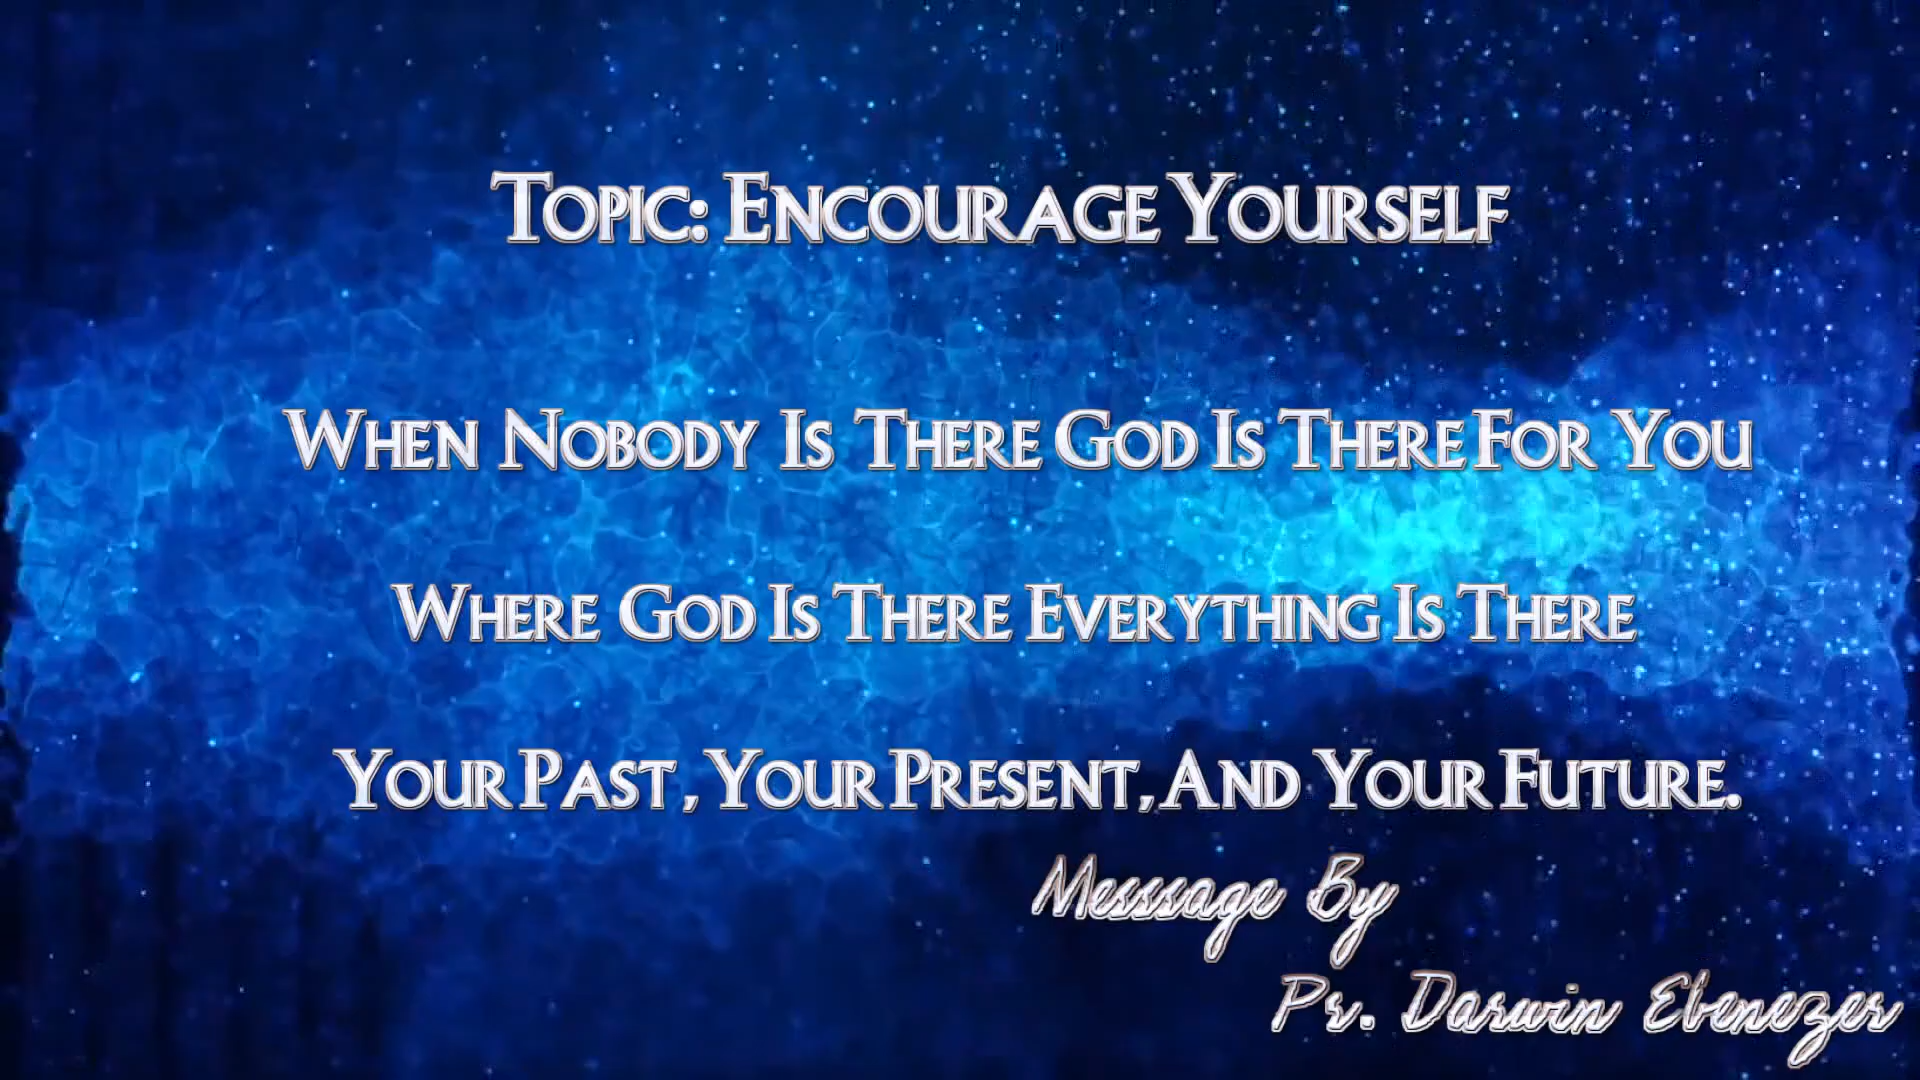 Topic: Encourage Yourself
When Nobody Is There God Is There For You
Where God Is There Everything Is There
Your Past, Your Present, And Your Future.
Messsage By
Pr. Darwin Ebenezer